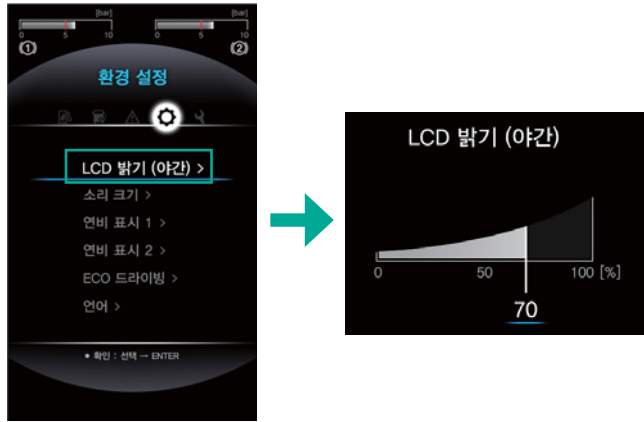 [bar] [bar]
0 5 10 0 5 10
(1) (2)
환경 설정
LCD 밝기 (야간) >
소리 크기 >
연비 표시 1 >
연비 표시 2 >
ECO 드라이빙 >
언어 >
• 확인 : 선택 → ENTER
LCD 밝기 (야간)
0 50 100 [%]
70